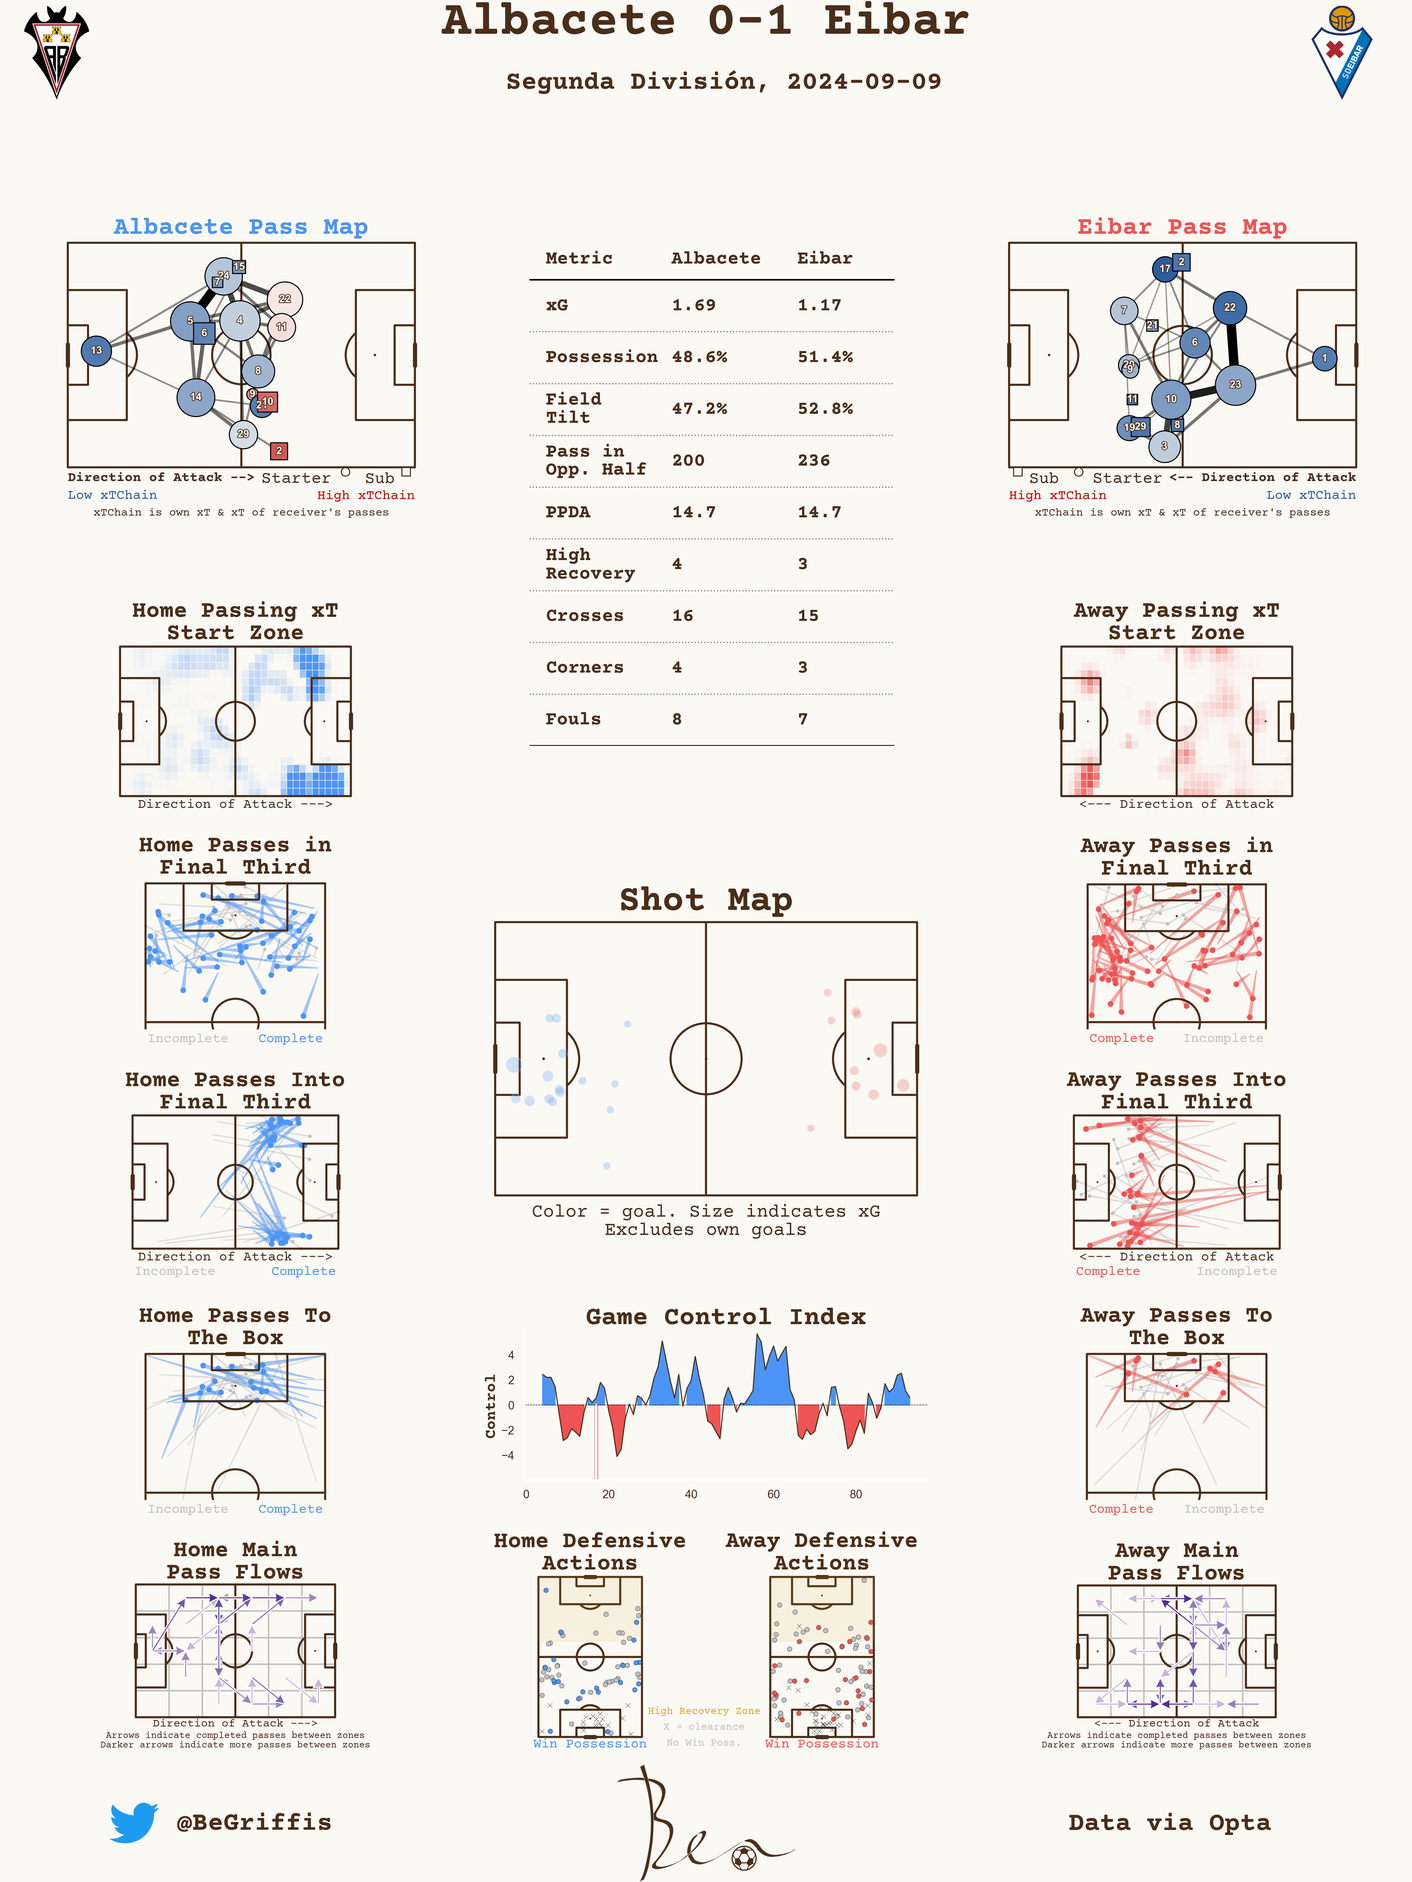 Albacete 0-1 Eibar
Segunda División, 2024-09-09
SDEIBAR
Albacete Pass Map
24
15
7
22
5
6
4
11
13
8
14
9
10
29
2
Direction of Attack --> Starter Sub
Low xTChain High xTChain
xTChain is own xT & xT of receiver's passes
Metric Albacete Eibar
xG 1.69 1.17
Possession 48.6% 51.4%
Field
Tilt 47.2% 52.8%
Pass in
Opp. Half 200 236
PPDA 14.7 14.7
High
Recovery 4 3
Crosses 16 15
Corners 4 3
Fouls 8 7
Eibar Pass Map
17
2
7
22
21
6
20
9
1
23
11
10
19
29
8
3
Sub Starter <-- Direction of Attack
High xTChain Low xTChain
xTChain is own xT & xT of receiver's passes
Home Passing xT
Start Zone
Direction of Attack --->
Away Passing xT
Start Zone
<--- Direction of Attack
Home Passes in
Final Third
Incomplete Complete
Shot Map
Color = goal. Size indicates xG
Excludes own goals
Away Passes in
Final Third
Complete Incomplete
Home Passes Into
Final Third
Direction of Attack --->
Incomplete Complete
Away Passes Into
Final Third
<--- Direction of Attack
Complete Incomplete
Home Passes To
The Box
Incomplete Complete
Game Control Index
Control
4
2
0
−2
−4
0 20 40 60 80
Away Passes To
The Box
Complete Incomplete
Home Main
Pass Flows
Direction of Attack --->
Arrows indicate completed passes between zones
Darker arrows indicate more passes between zones
Home Defensive
Actions
Win Possession
Away Defensive
Actions
Win Possession
High Recovery Zone
X = clearance
No Win Poss.
Away Main
Pass Flows
<--- Direction of Attack
Arrows indicate completed passes between zones
Darker arrows indicate more passes between zones
@BeGriffis
Ben
Data via Opta